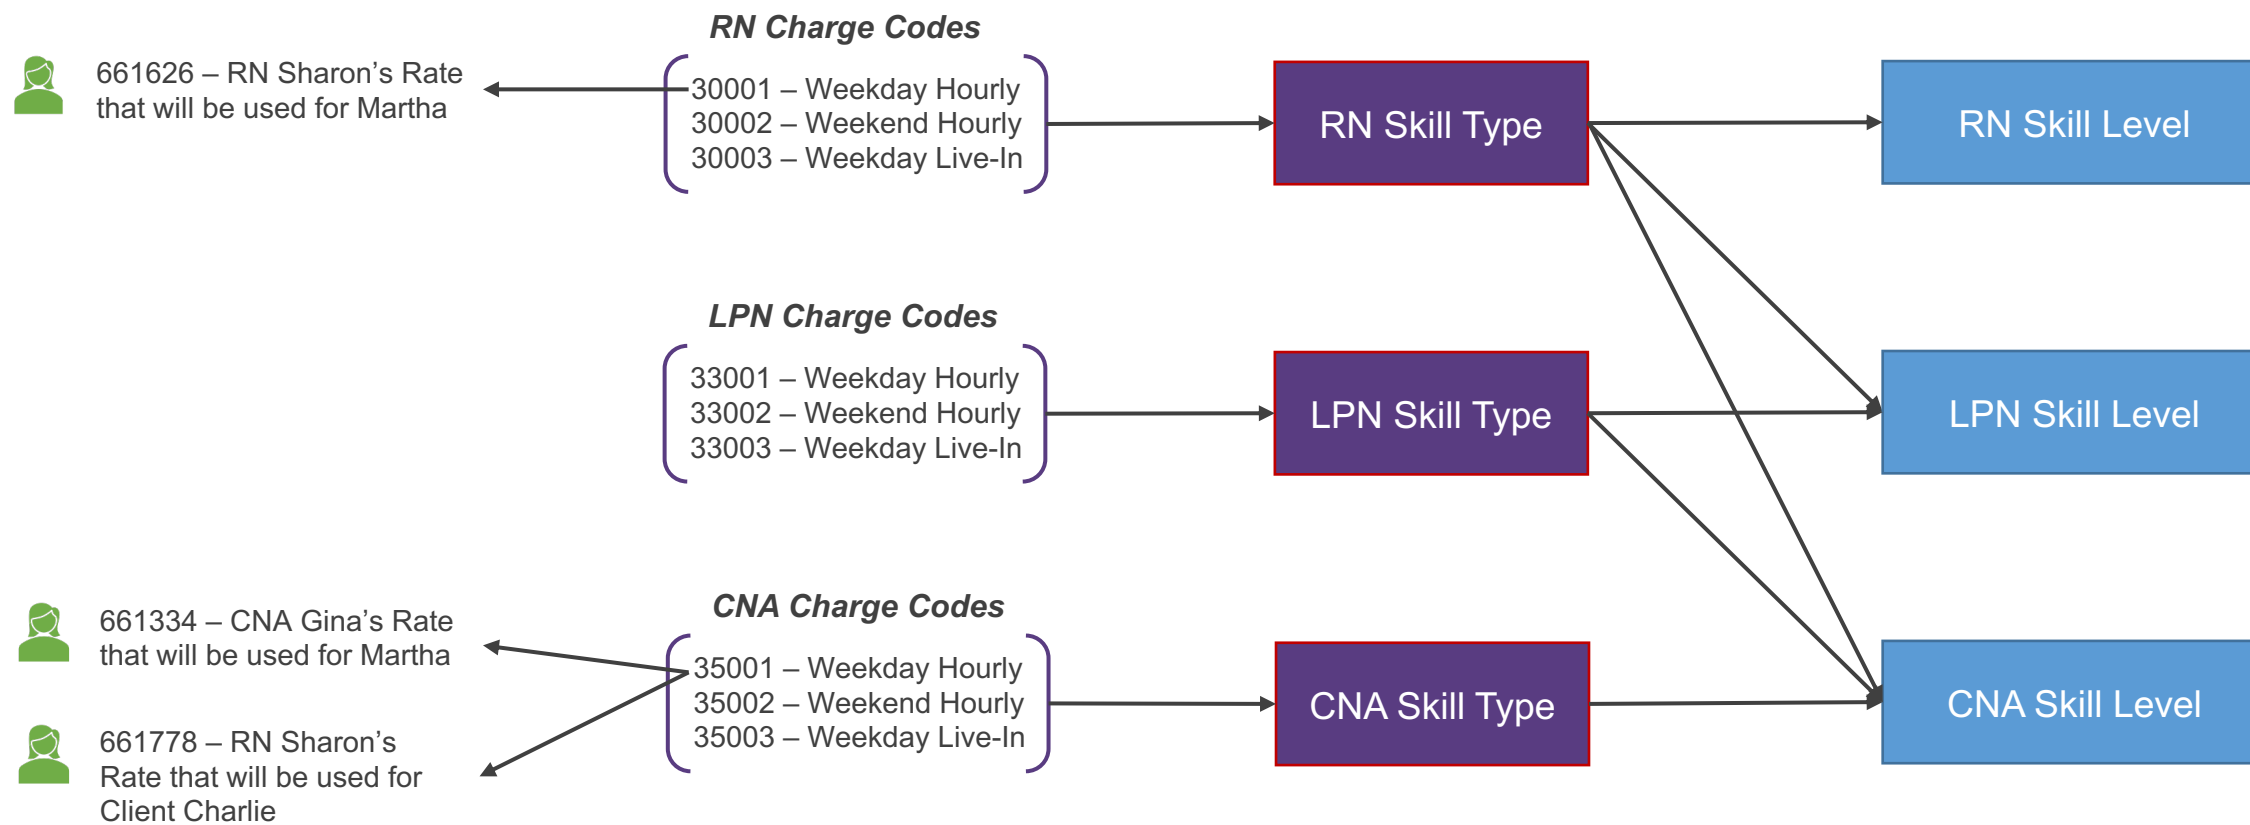 RN Charge Codes
661626 – RN Sharon’s Rate
that will be used for Martha
30001 – Weekday Hourly
30002 – Weekend Hourly
30003 – Weekday Live-In
RN Skill Type
RN Skill Level
LPN Charge Codes
33001 – Weekday Hourly
33002 – Weekend Hourly
33003 – Weekday Live-In
LPN Skill Type
LPN Skill Level
CNA Charge Codes
661334 – CNA Gina’s Rate
that will be used for Martha
661778 – RN Sharon’s
Rate that will be used for
Client Charlie
35001 – Weekday Hourly
35002 – Weekend Hourly
35003 – Weekday Live-In
CNA Skill Type
CNA Skill Level